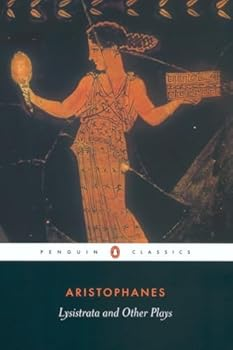 PENGUIN CLASSICS
ARISTOPHANES
Lysistrata and Other Plays